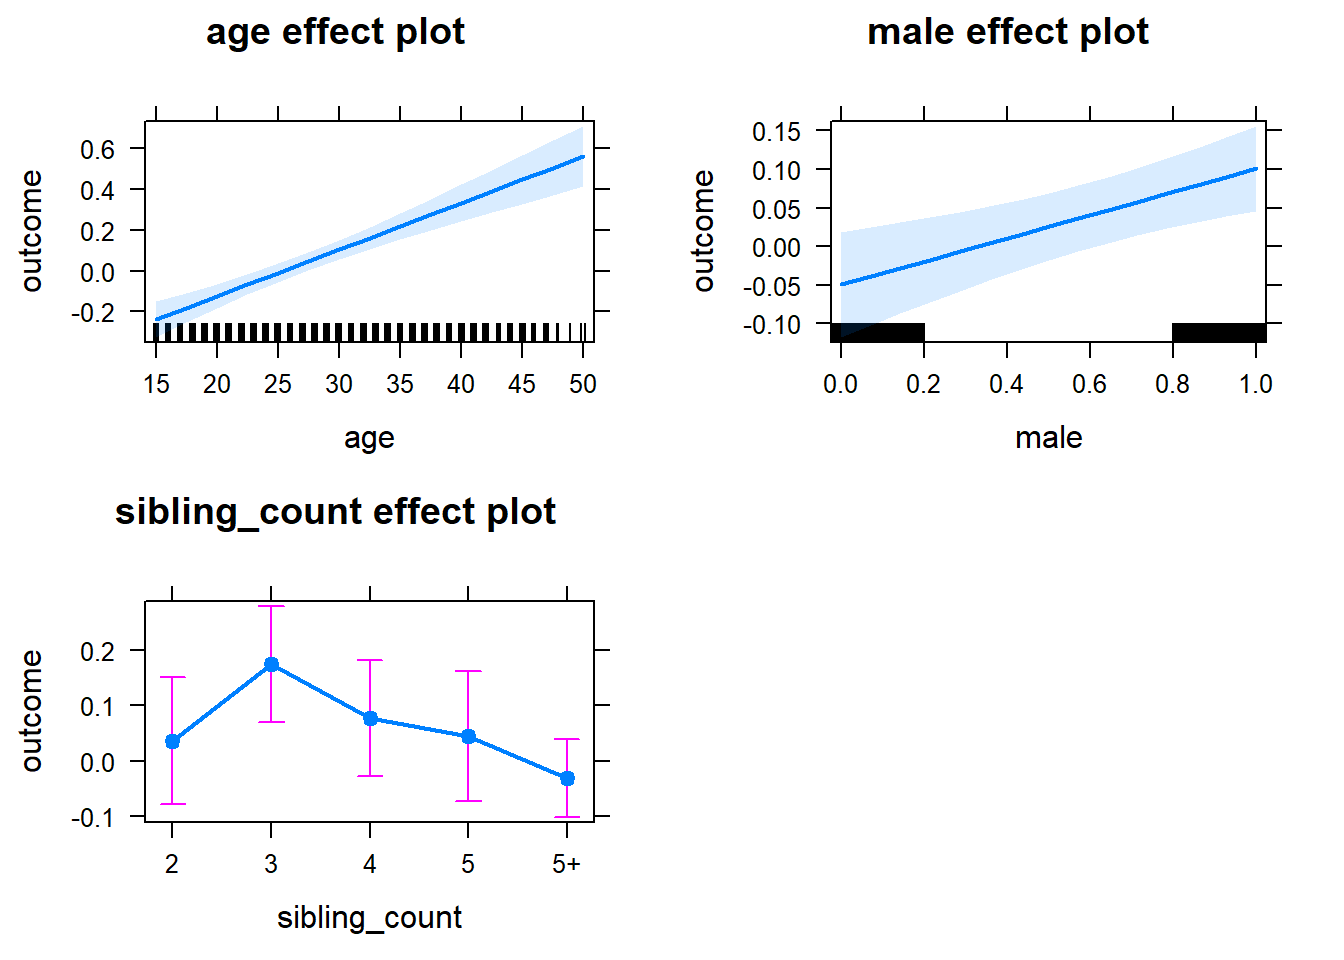 age effect plot
outcome
0.6
0.4
0.2
0.0
-0.2
15 20 25 30 35 40 45 50
age
male effect plot
outcome
0.15
0.10
0.05
0.00
-0.05
-0.10
0.0 0.2 0.4 0.6 0.8 1.0
male
sibling_count effect plot
outcome
0.2
0.1
0.0
-0.1
2 3 4 5 5+
sibling_count